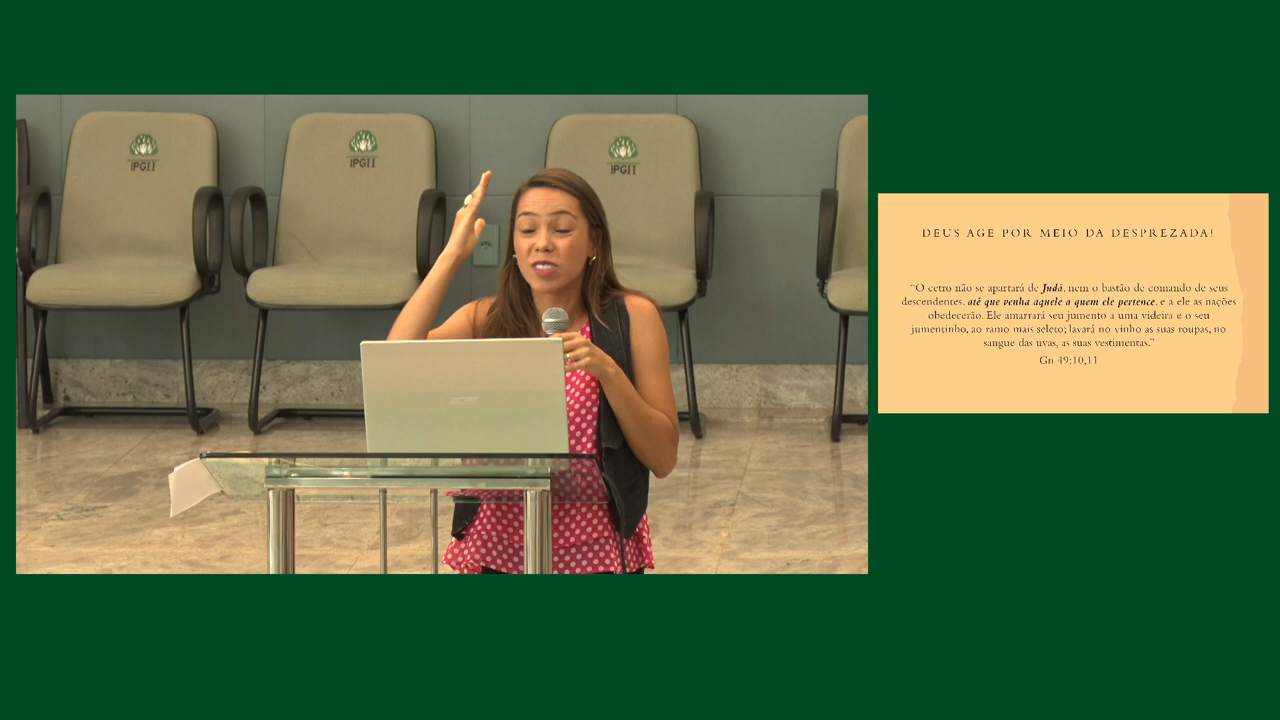 IPGII
IPGII
IPGII
acer
DEUS AGE POR MEIO DA DESPREZADA!
"O cetro não se apartará de Judá, nem o bastão de comando de seus
descendentes, até que venha aquele a quem ele pertence, e a ele as nações
obedecerão. Ele amarrará seu jumento a uma videira e o seu
jumentinho, ao ramo mais seleto; lavará no vinho as suas roupas, no
sangue das uvas, as suas vestimentas."
Gn 49:10,11